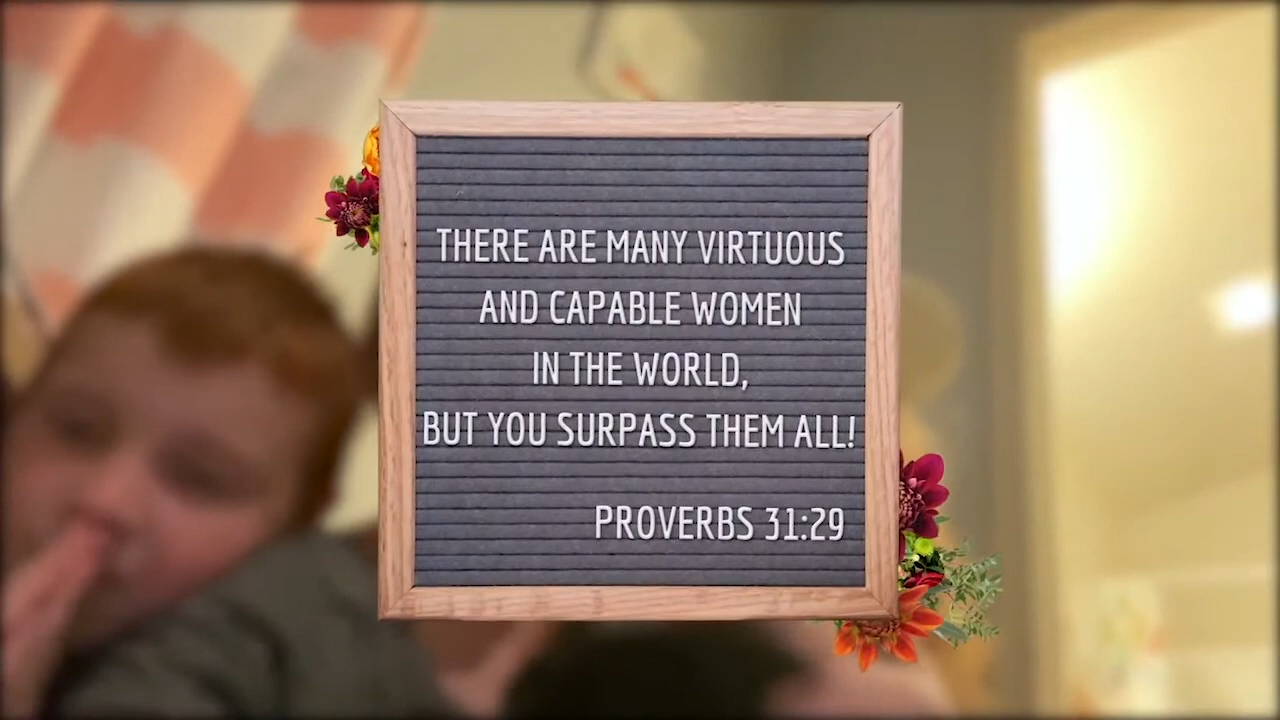 THERE ARE MANY VIRTUOUS
AND CAPABLE WOMEN
IN THE WORLD,
BUT YOU SURPASS THEM ALL!
PROVERBS 31:29